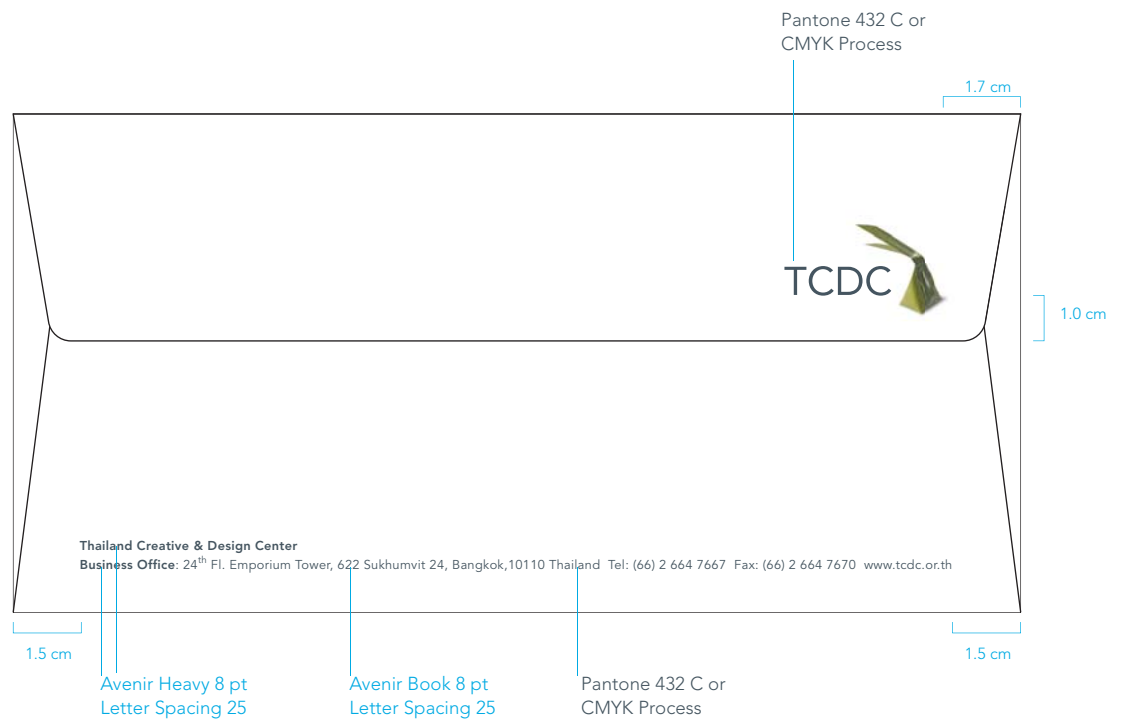 Pantone 432 C or
CMYK Process
1.7 cm
TCDC
1.0 cm
Thailand Creative & Design Center
Business Office: 24th Fl. Emporium Tower, 622 Sukhumvit 24, Bangkok,10110 Thailand Tel: (66) 2 664 7667 Fax: (66) 2 664 7670 www.tcdc.or.th
1.5 cm
1.5 cm
Avenir Heavy 8 pt
Letter Spacing 25
Avenir Book 8 pt
Letter Spacing 25
Pantone 432 C or
CMYK Process